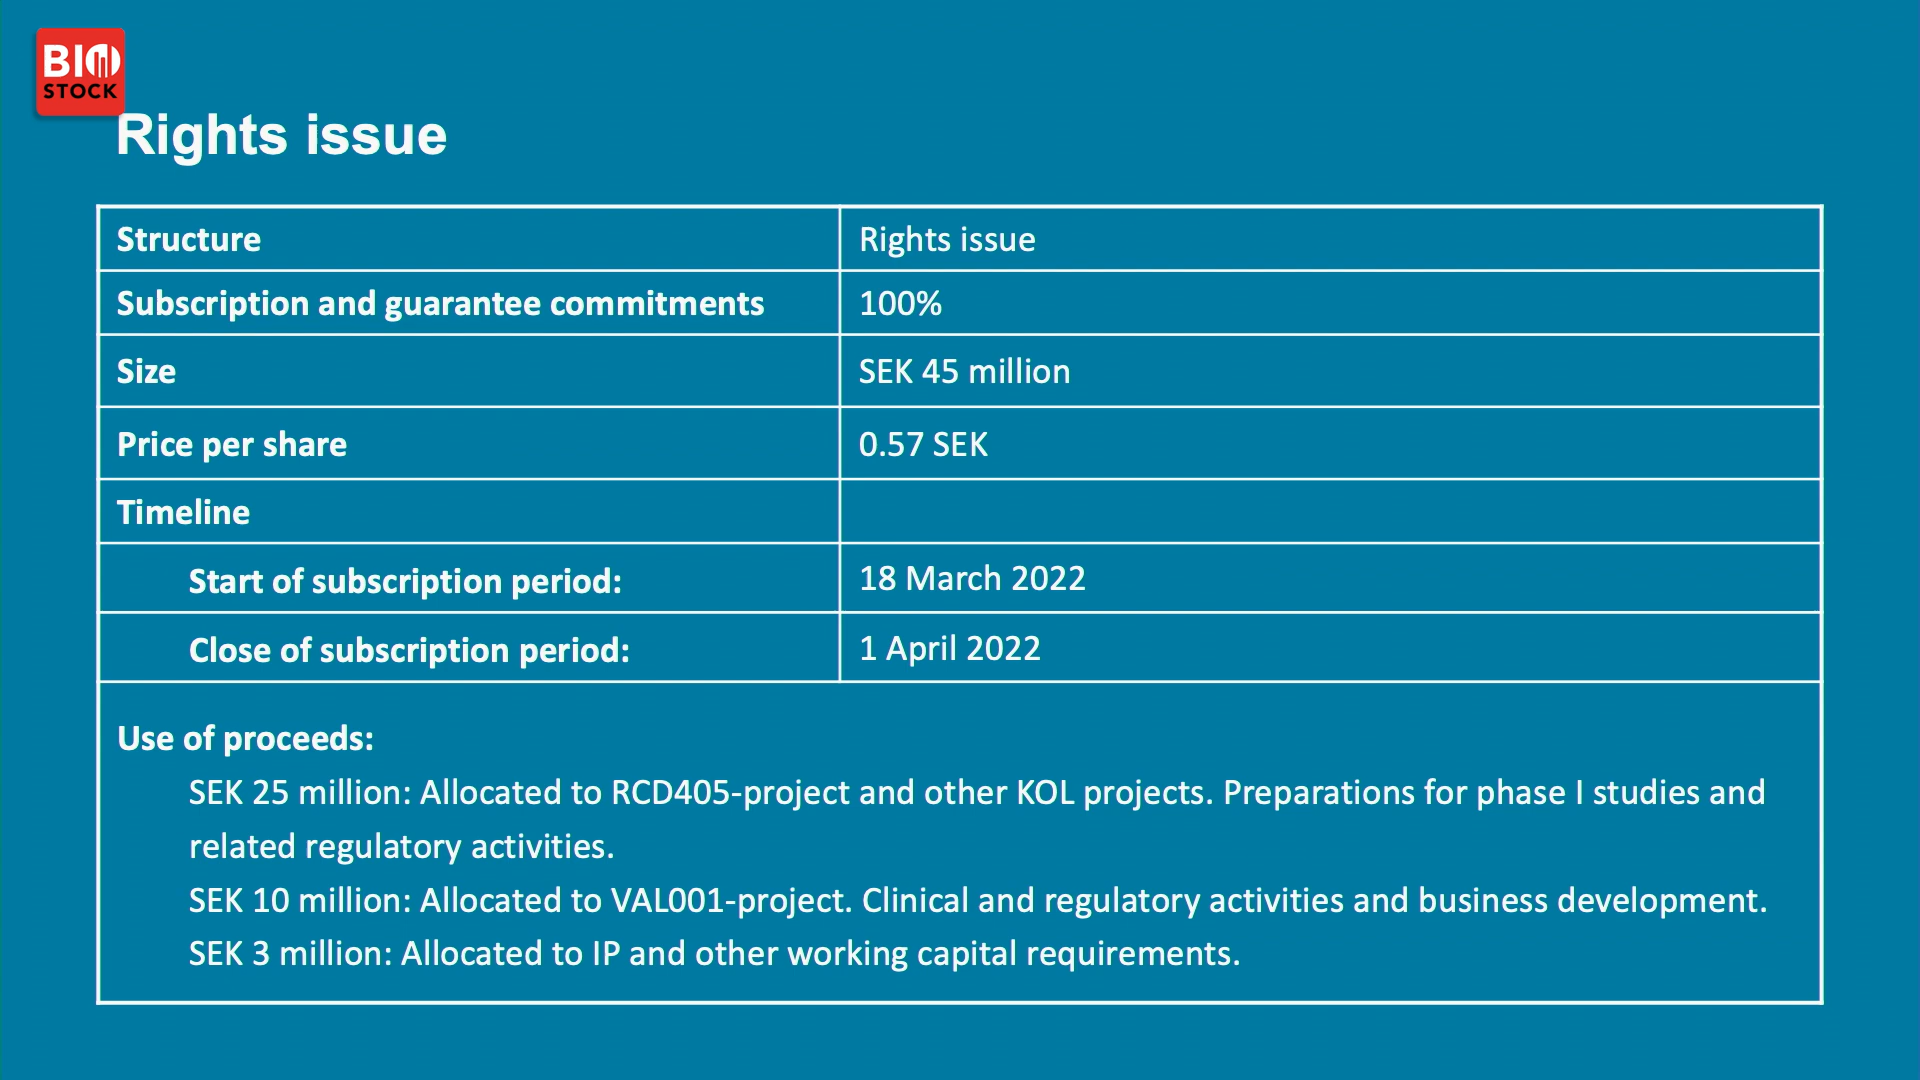 BIO
STOCK
Rights issue
Structure
Rights issue
Subscription and guarantee commitments
100%
Size
SEK 45 million
Price per share
0.57 SEK
Timeline
Start of subscription period:
18 March 2022
Close of subscription period:
1 April 2022
Use of proceeds:
SEK 25 million: Allocated to RCD405-project and other KOL projects. Preparations for phase I studies and
related regulatory activities.
SEK 10 million: Allocated to VAL001-project. Clinical and regulatory activities and business development.
SEK 3 million: Allocated to IP and other working capital requirements.